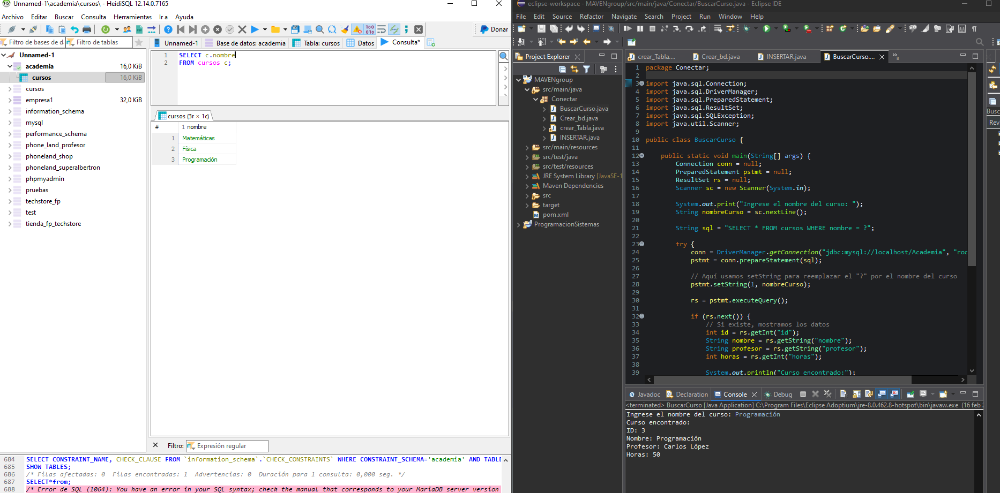 Unnamed-1\academia\cursos\ - HeidiSQL 12.14.0.7165
Archivo Editar Buscar Consulta Herramientas Ir a Ayuda
Donar
Filtro de bases de d Filtro de tablas
Unnamed-1 Base de datos: academia Tabla: cursos Datos Consulta*
Unnamed-1
academia 16,0 KiB
cursos 16,0 KiB
cursos
empresa1 32,0 KiB
information_schema
mysql
performance_schema
phone_land_profesor
phoneland_shop
phoneland_superalbertron
phpmyadmin
pruebas
techstore_fp
test
tienda_fp_techstore
1 SELECT c.nombre
2 FROM cursos c;
cursos (3r × 1c)
# 1 nombre
1 Matemáticas
2 Física
3 Programación
Filtro: Expresión regular
684 SELECT CONSTRAINT_NAME, CHECK_CLAUSE FROM `information_schema`.`CHECK_CONSTRAINTS` WHERE CONSTRAINT_SCHEMA='academia' AND TABLE
685 SHOW TABLES;
686 /* Filas afectadas: 0 Filas encontradas: 1 Advertencias: 0 Duración para 1 consulta: 0,000 seg. */
687 SELECT*from;
688 /* Error de SQL (1064): You have an error in your SQL syntax; check the manual that corresponds to your MariaDB server version
eclipse-workspace - MAVENgroup/src/main/java/Conectar/BuscarCurso.java - Eclipse IDE
File Edit Source Refactor Navigate Search Project Run Window Help
Project Explorer
MAVENgroup
src/main/java
Conectar
BuscarCurso.java
Crear_bd.java
crear_Tabla.java
INSERTAR.java
src/main/resources
src/test/java
src/test/resources
JRE System Library [JavaSE-1
Maven Dependencies
src
target
pom.xml
ProgramacionSistemas
crear_Tabla.... Crear_bd.java INSERTAR.java BuscarCurso.... »8
1 package Conectar;
2
3 import java.sql.Connection;
4 import java.sql.DriverManager;
5 import java.sql.PreparedStatement;
6 import java.sql.ResultSet;
7 import java.sql.SQLException;
8 import java.util.Scanner;
9
10 public class BuscarCurso {
11
12 public static void main(String[] args) {
13 Connection conn = null;
14 PreparedStatement pstmt = null;
15 ResultSet rs = null;
16 Scanner sc = new Scanner(System.in);
17
18 System.out.print("Ingrese el nombre del curso: ");
19 String nombreCurso = sc.nextLine();
20
21 String sql = "SELECT * FROM cursos WHERE nombre = ?";
22
23 try {
24 conn = DriverManager.getConnection("jdbc:mysql://localhost/Academia", "roo
25 pstmt = conn.prepareStatement(sql);
26
27 // Aquí usamos setString para reemplazar el "?" por el nombre del curso
28 pstmt.setString(1, nombreCurso);
29
30 rs = pstmt.executeQuery();
31
32 if (rs.next()) {
33 // Si existe, mostramos los datos
34 int id = rs.getInt("id");
35 String nombre = rs.getString("nombre");
36 String profesor = rs.getString("profesor");
37 int horas = rs.getInt("horas");
38
39 System.out.println("Curso encontrado:");
Busc
Rev
Javadoc Declaration Console Debug
<terminated> BuscarCurso [Java Application] C:\Program Files\Eclipse Adoptium\jre-8.0.462.8-hotspot\bin\javaw.exe (16 feb 2
Ingrese el nombre del curso: Programación
Curso encontrado:
ID: 3
Nombre: Programación
Profesor: Carlos López
Horas: 50